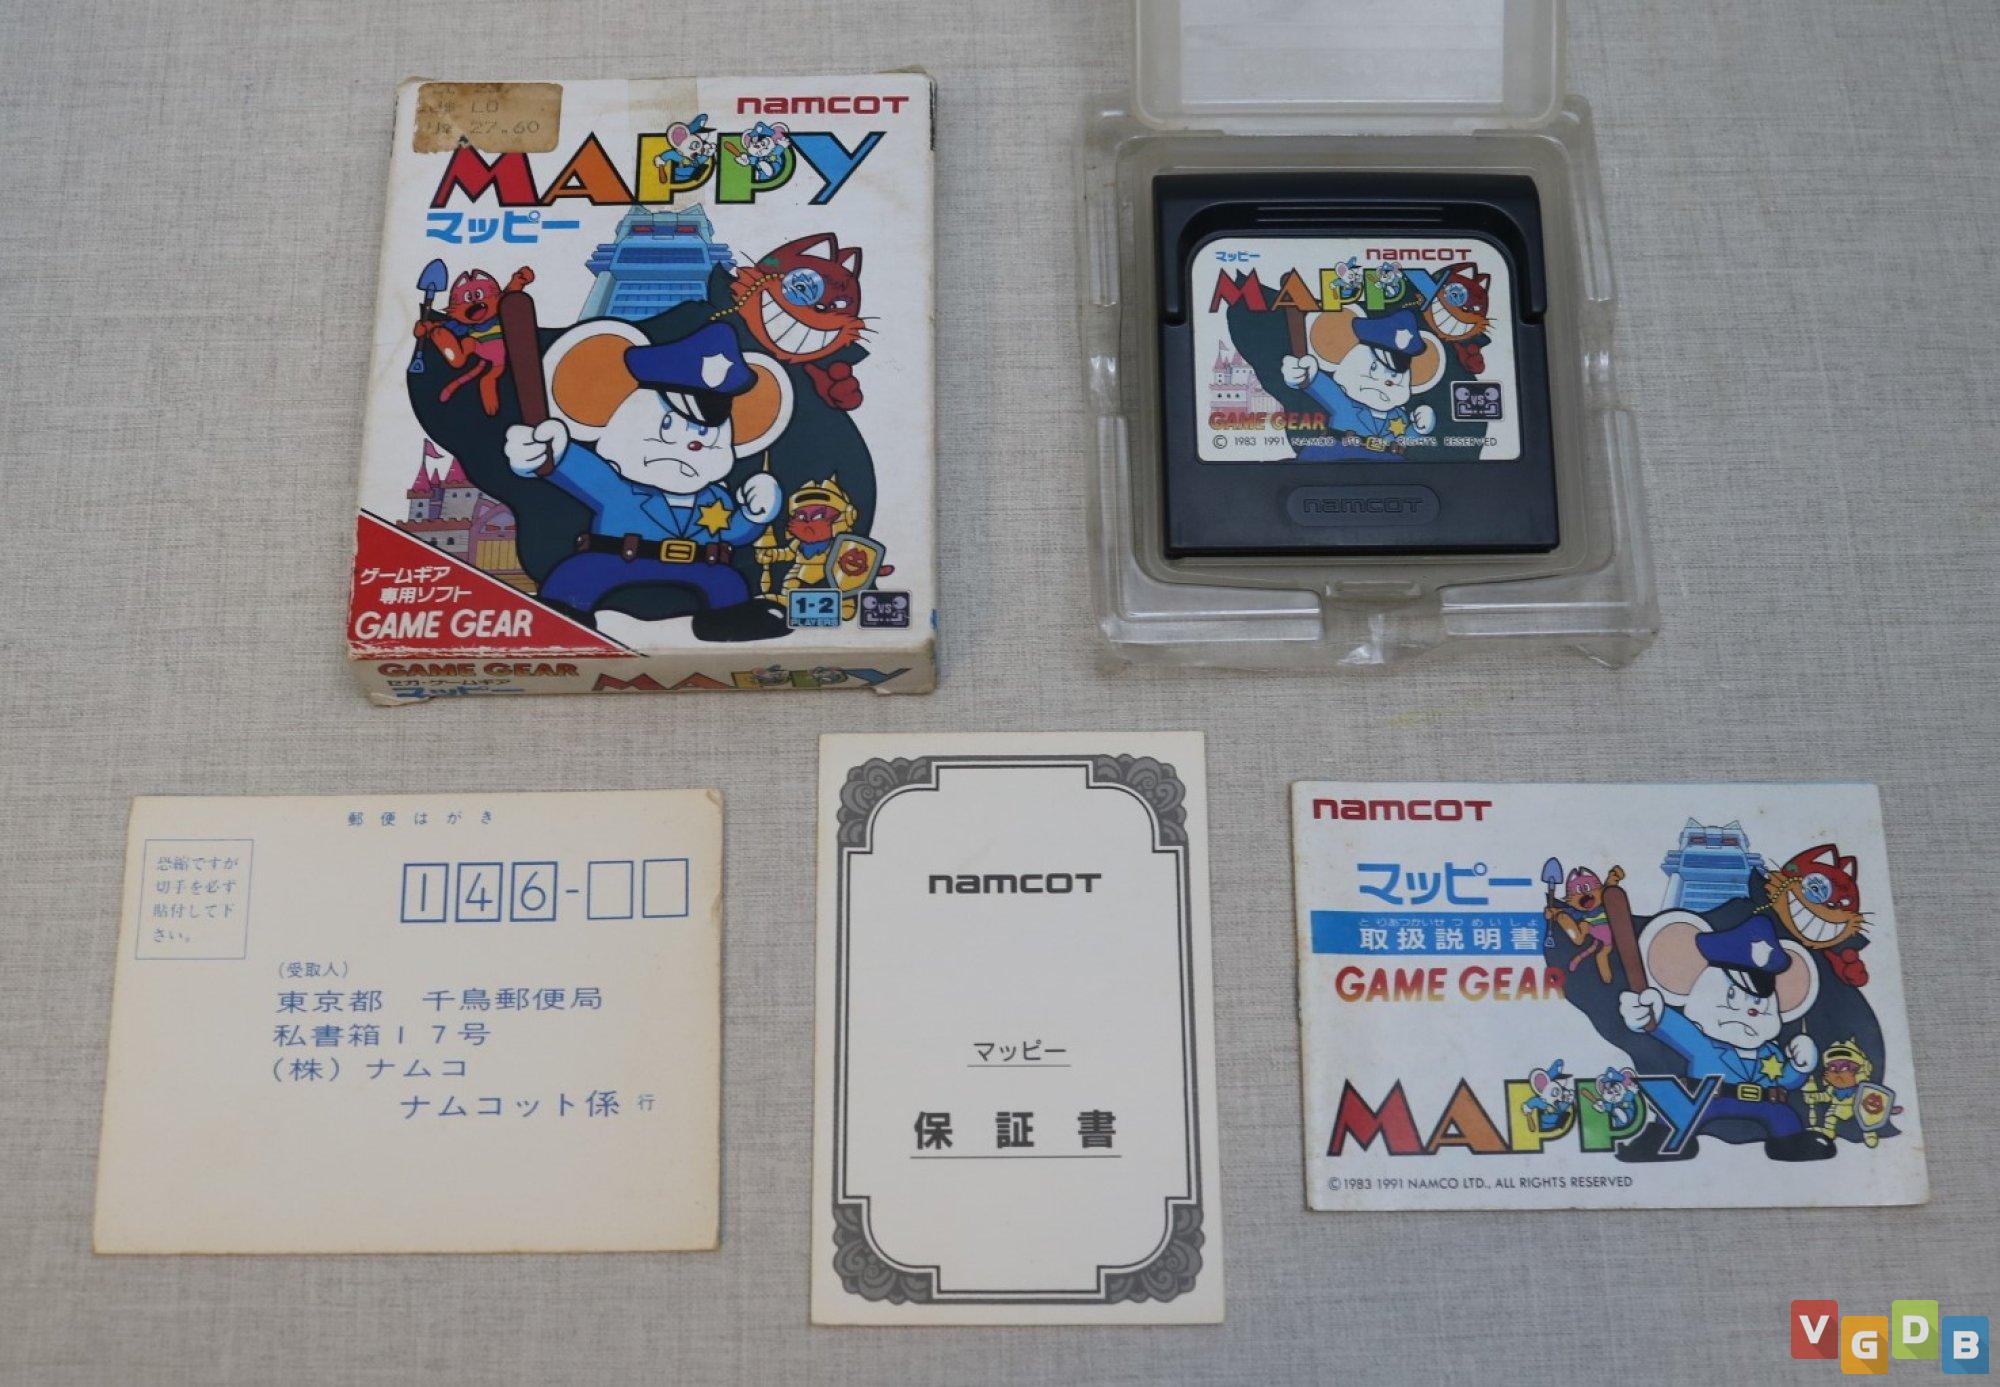 27.60
namcot
MAPPY
マッピー
ゲームギア
専用ソフト
GAME GEAR
1-2
PLAYERS
VS
GAME GEAR
セガ・ゲームギア
マッピー
MAPPY
マッピー
namcot
MAPPY
GAME GEAR
VS
© 1983 1991 NAMCO LTD., ALL RIGHTS RESERVED
namcot
郵便はがき
恐縮ですが
切手を必ず
貼付して下
さい。
146-
(受取人)
東京都 千鳥郵便局
私書箱17号
(株)ナムコ
ナムコット係 行
namcot
マッピー
保証書
namcot
マッピー
とりあつかいせつめいしょ
取扱説明書
GAME GEAR
MAPPY
©1983 1991 NAMCO LTD., ALL RIGHTS RESERVED
VGDB